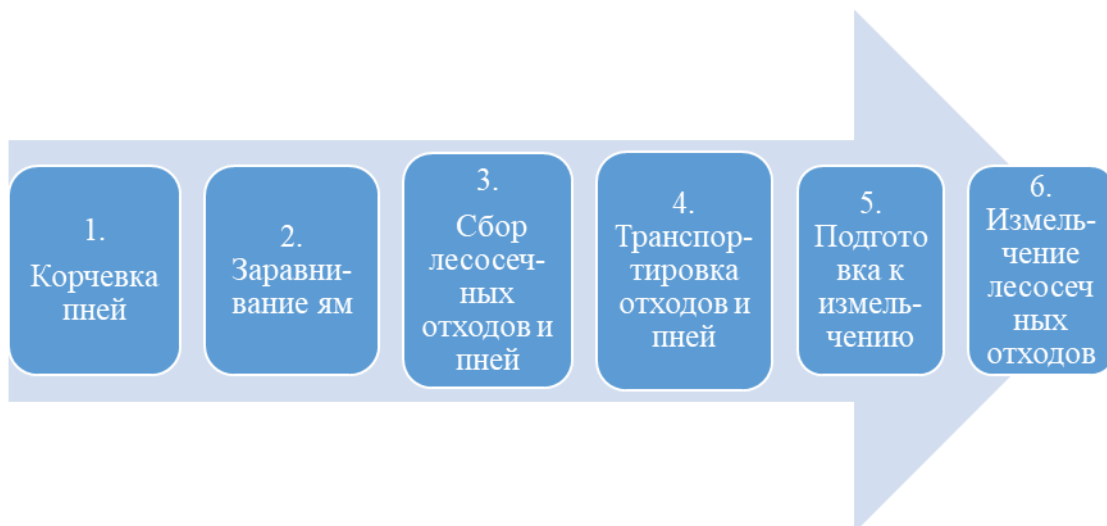 1.
Корчевка
пней
2.
Заравни-
вание ям
3.
Сбор
лесосеч-
ных
отходов и
пней
4.
Транспор-
тировка
отходов и
пней
5.
Подгото
вка к
измель-
чению
6.
Измель-
чение
лесосеч
ных
отходов